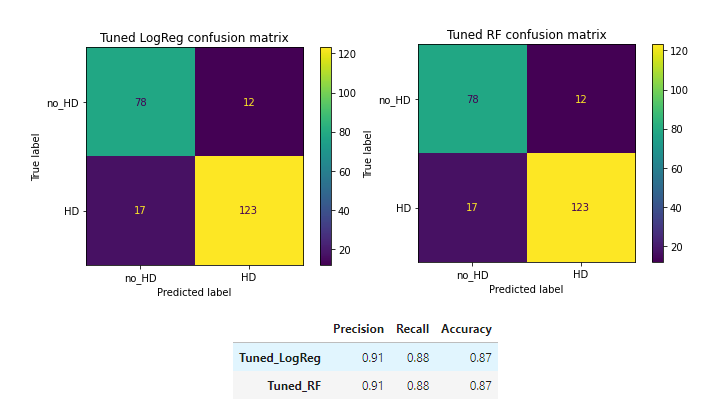 Tuned LogReg confusion matrix
no_HD
HD
True label
78
12
17
123
no_HD
HD
Predicted label
120
100
80
60
40
20
Tuned RF confusion matrix
no_HD
HD
True label
78
12
17
123
no_HD
HD
Predicted label
120
100
80
60
40
20
Precision Recall Accuracy
Tuned_LogReg 0.91 0.88 0.87
Tuned_RF 0.91 0.88 0.87